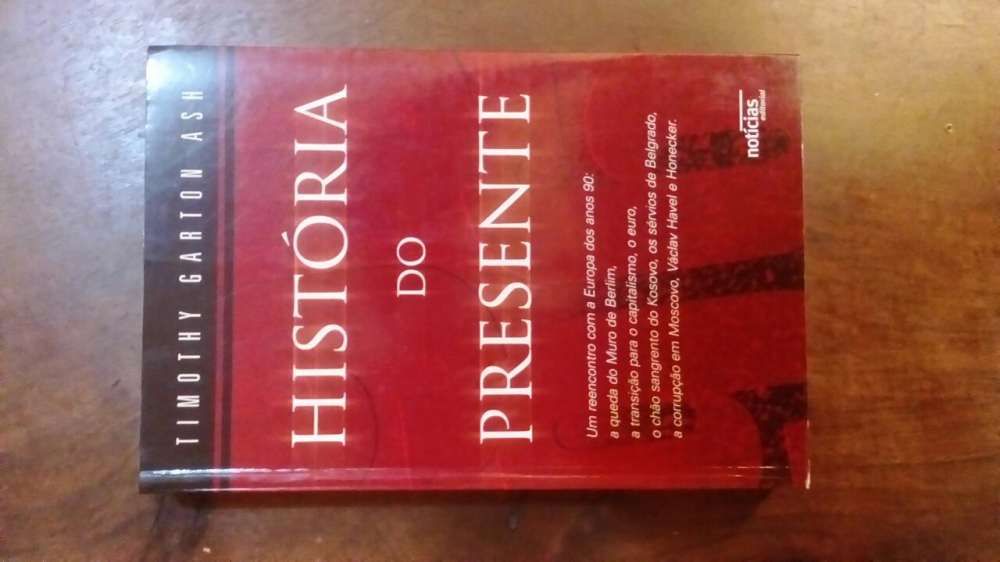 TIMOTHY GARTON ASH
HISTÓRIA
DO
PRESENTE
Um reencontro com a Europa dos anos 90:
a queda do Muro de Berlim,
a transição para o capitalismo, o euro,
o chão sangrento do Kosovo, os sérvios de Belgrado,
a corrupção em Moscovo, Václav Havel e Honecker.
notícias
editorial